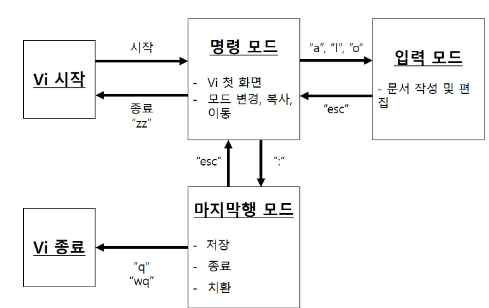 Vi 시작
시작
종료
"zz"
명령 모드
- Vi 첫 화면
- 모드 변경, 복사,
이동
"a", "I", "o"
"esc"
입력 모드
- 문서 작성 및 편
집
"esc"
":"
마지막행 모드
- 저장
- 종료
- 치환
Vi 종료
"q"
"wq"